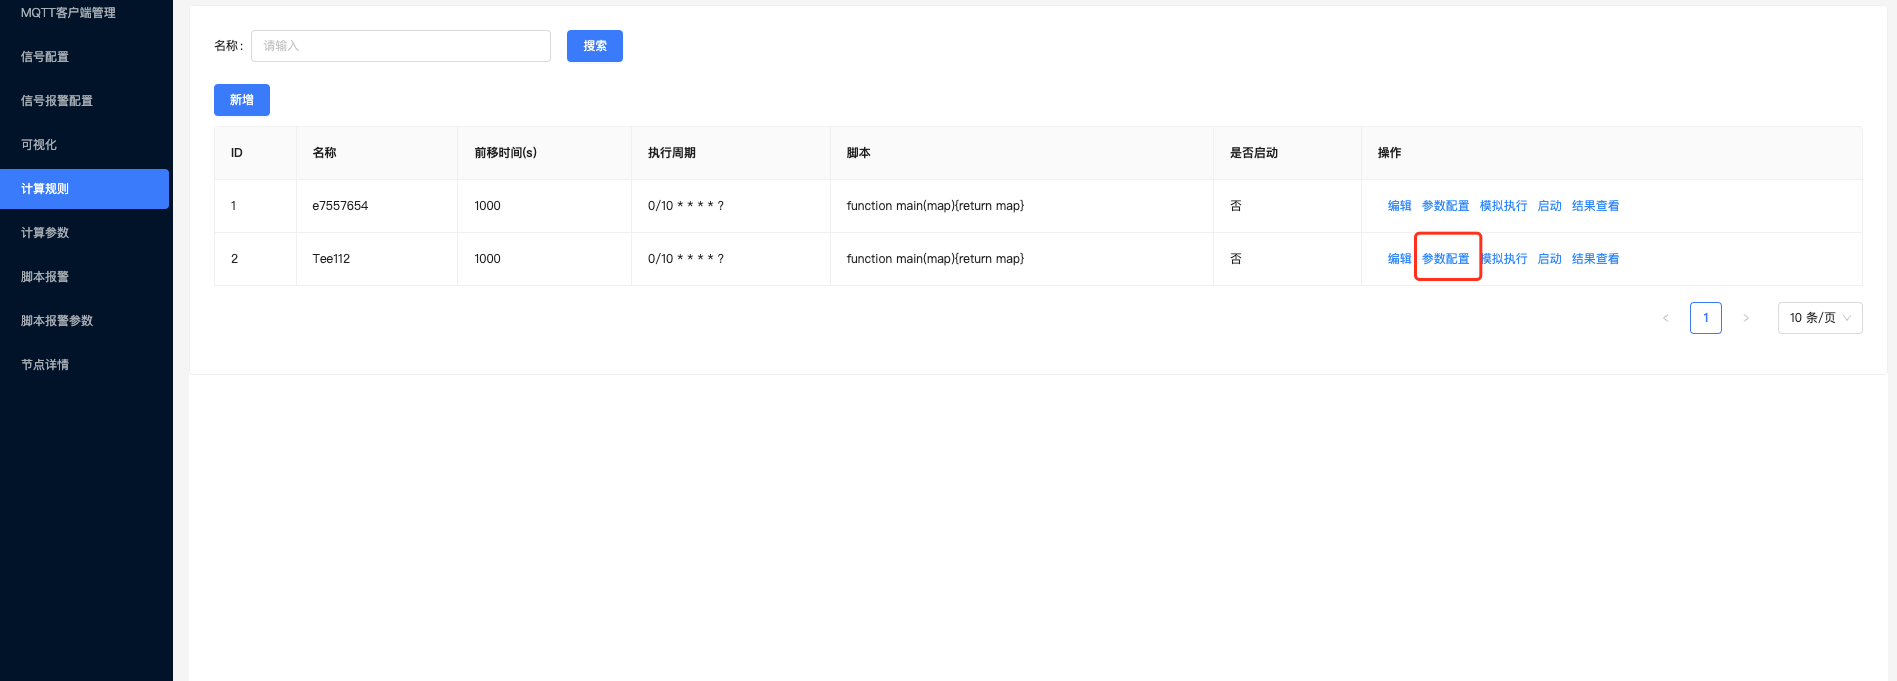 MQTT客户端管理
信号配置
信号报警配置
可视化
计算规则
计算参数
脚本报警
脚本报警参数
节点详情
名称: 请输入 搜索
新增
ID 名称 前移时间(s) 执行周期 脚本 是否启动 操作
1 e7557654 1000 0/10 * * * * ? function main(map){return map} 否 编辑 参数配置 模拟执行 启动 结果查看
2 Tee112 1000 0/10 * * * * ? function main(map){return map} 否 编辑 参数配置 模拟执行 启动 结果查看
< 1 > 10 条/页